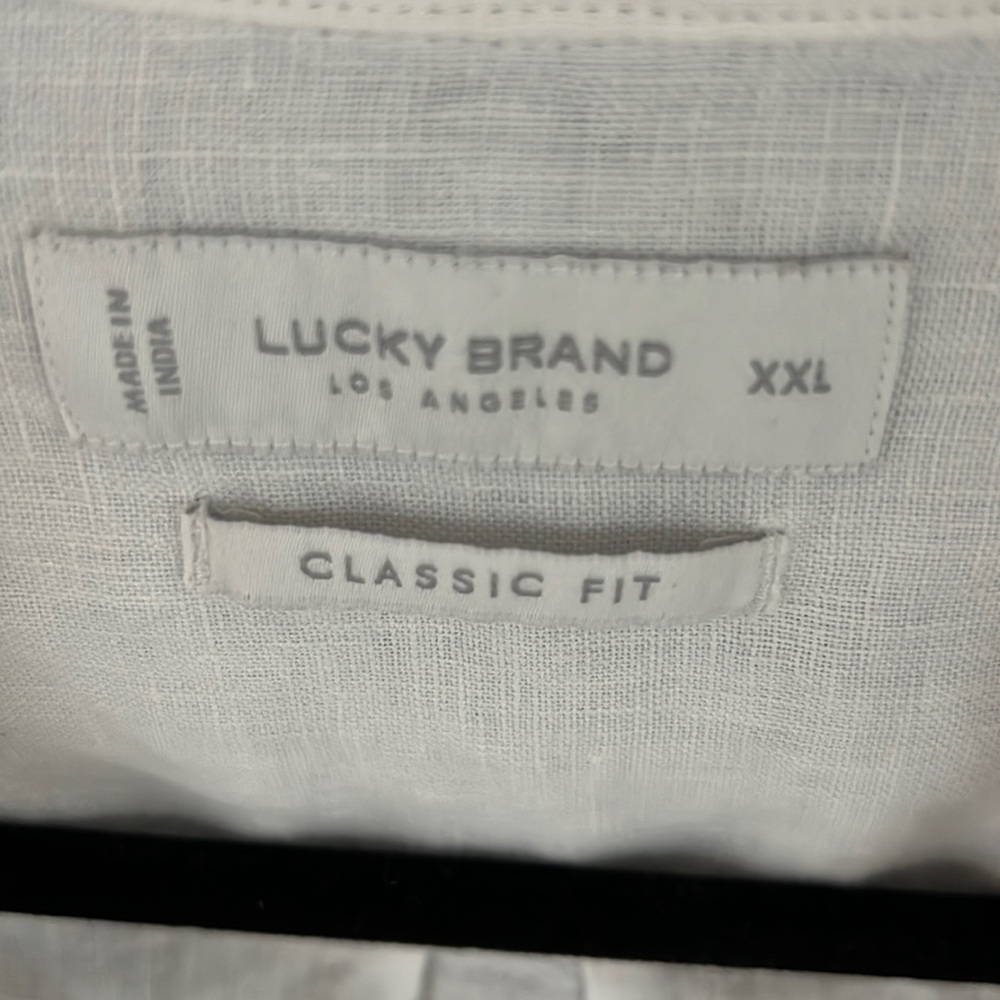 MADE IN
INDIA
LUCKY BRAND
LOS ANGELES
XXL
CLASSIC FIT